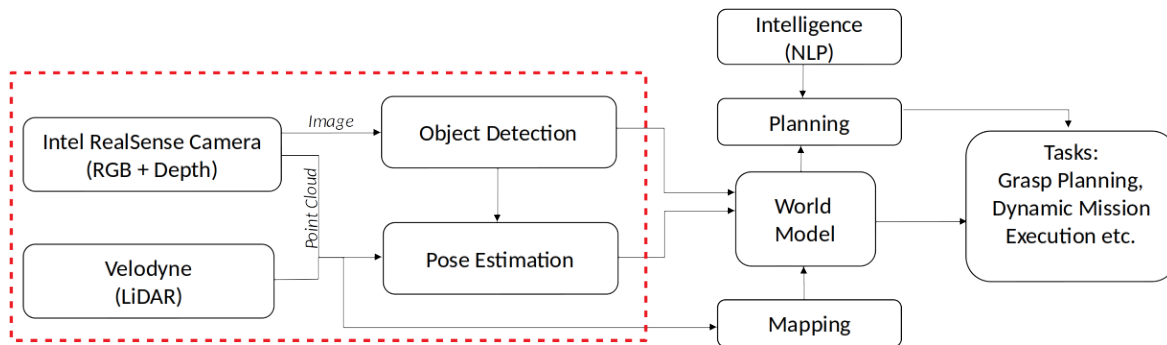 Intelligence
(NLP)
Image
Intel RealSense Camera
(RGB + Depth)
Object Detection
Planning
Tasks:
Grasp Planning,
Dynamic Mission
Execution etc.
Point Cloud
World
Model
Velodyne
(LiDAR)
Pose Estimation
Mapping